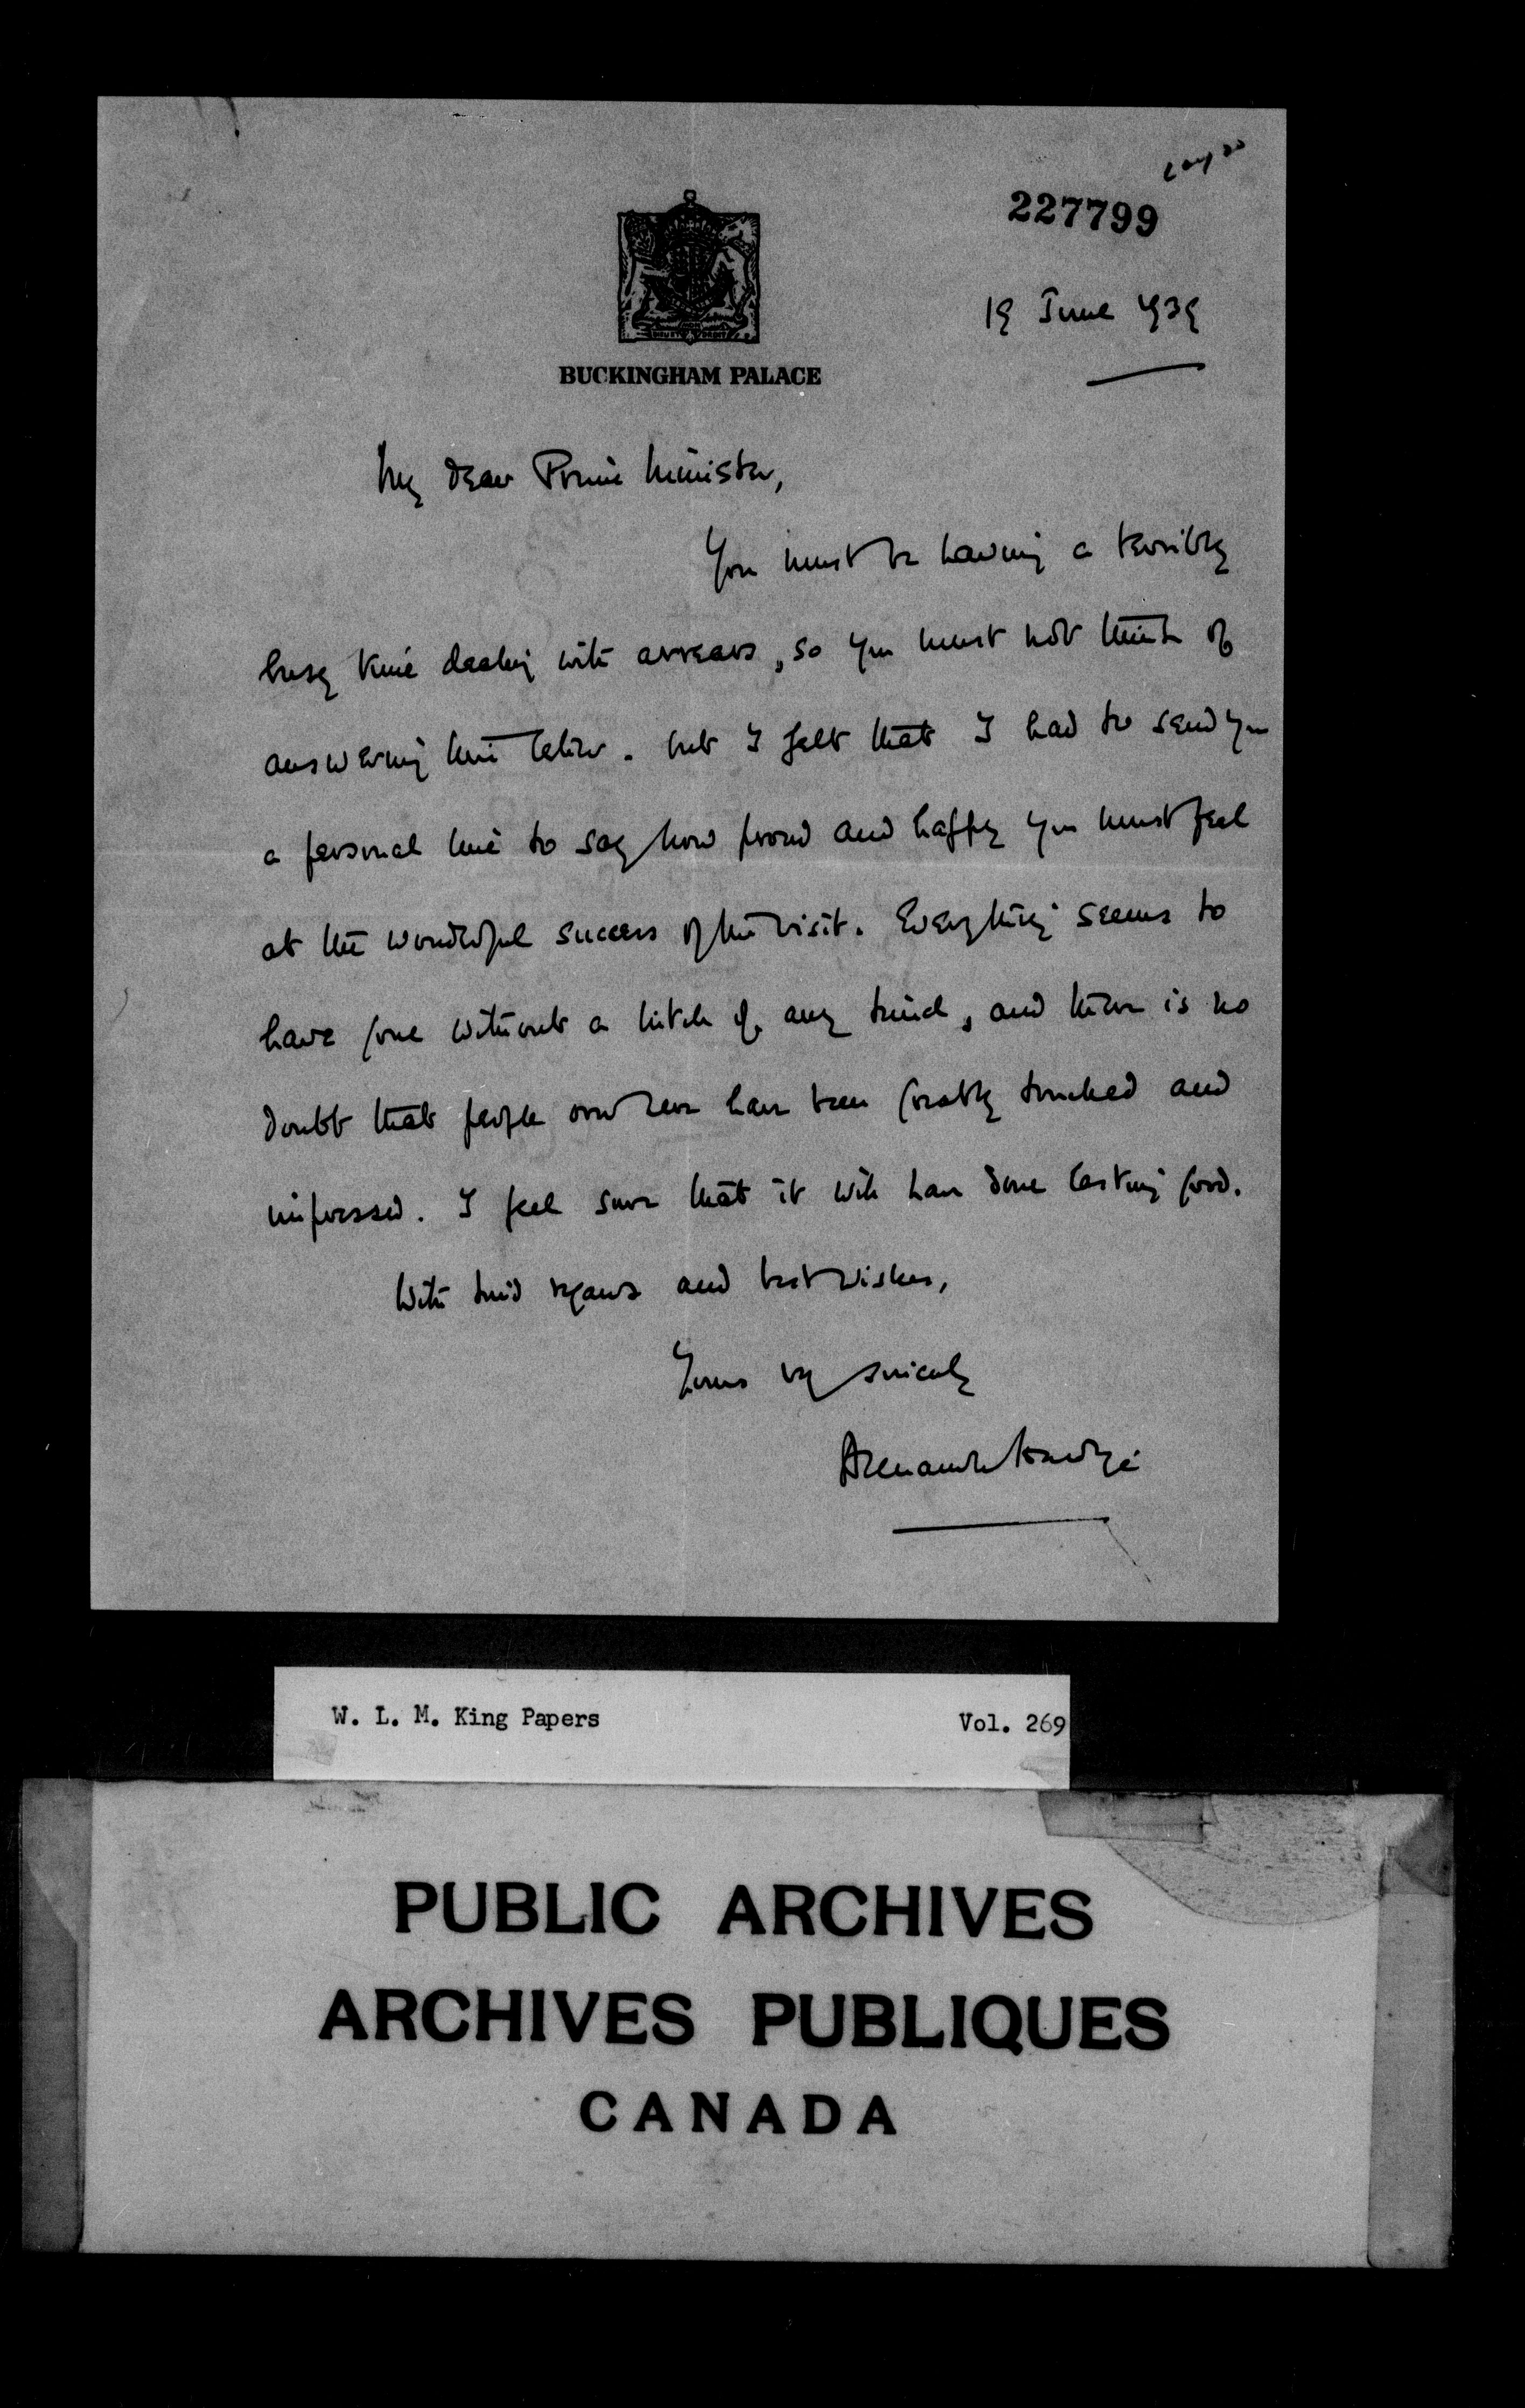 227799
19 June 1939
BUCKINGHAM PALACE
My dear Prime Minister,
You must be having a terribly
busy time dealing with arrears, so you must not think of
answering this letter. But I felt that I had to send you
a personal line to say how proud and happy you must feel
at the wonderful success of the visit. Everything seems to
have gone without a hitch of any kind, and there is no
doubt that people over here have been greatly touched and
impressed. I feel sure that it will have done lasting good.
With kind regards and best wishes,
Yours very sincerely
Alexander Hardinge
W. L. M. King Papers Vol. 269
PUBLIC ARCHIVES
ARCHIVES PUBLIQUES
CANADA